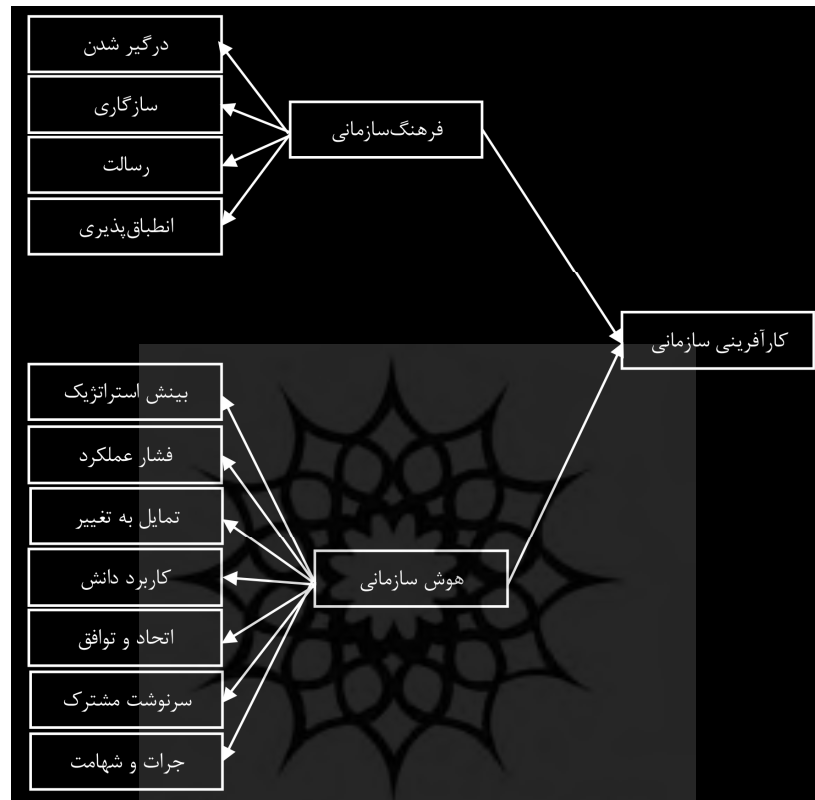 درگیر شدن
سازگاری
رسالت
انطباق‌پذیری
فرهنگ‌سازمانی
کارآفرینی سازمانی
بینش استراتژیک
فشار عملکرد
تمایل به تغییر
کاربرد دانش
اتحاد و توافق
سرنوشت مشترک
جرات و شهامت
هوش سازمانی